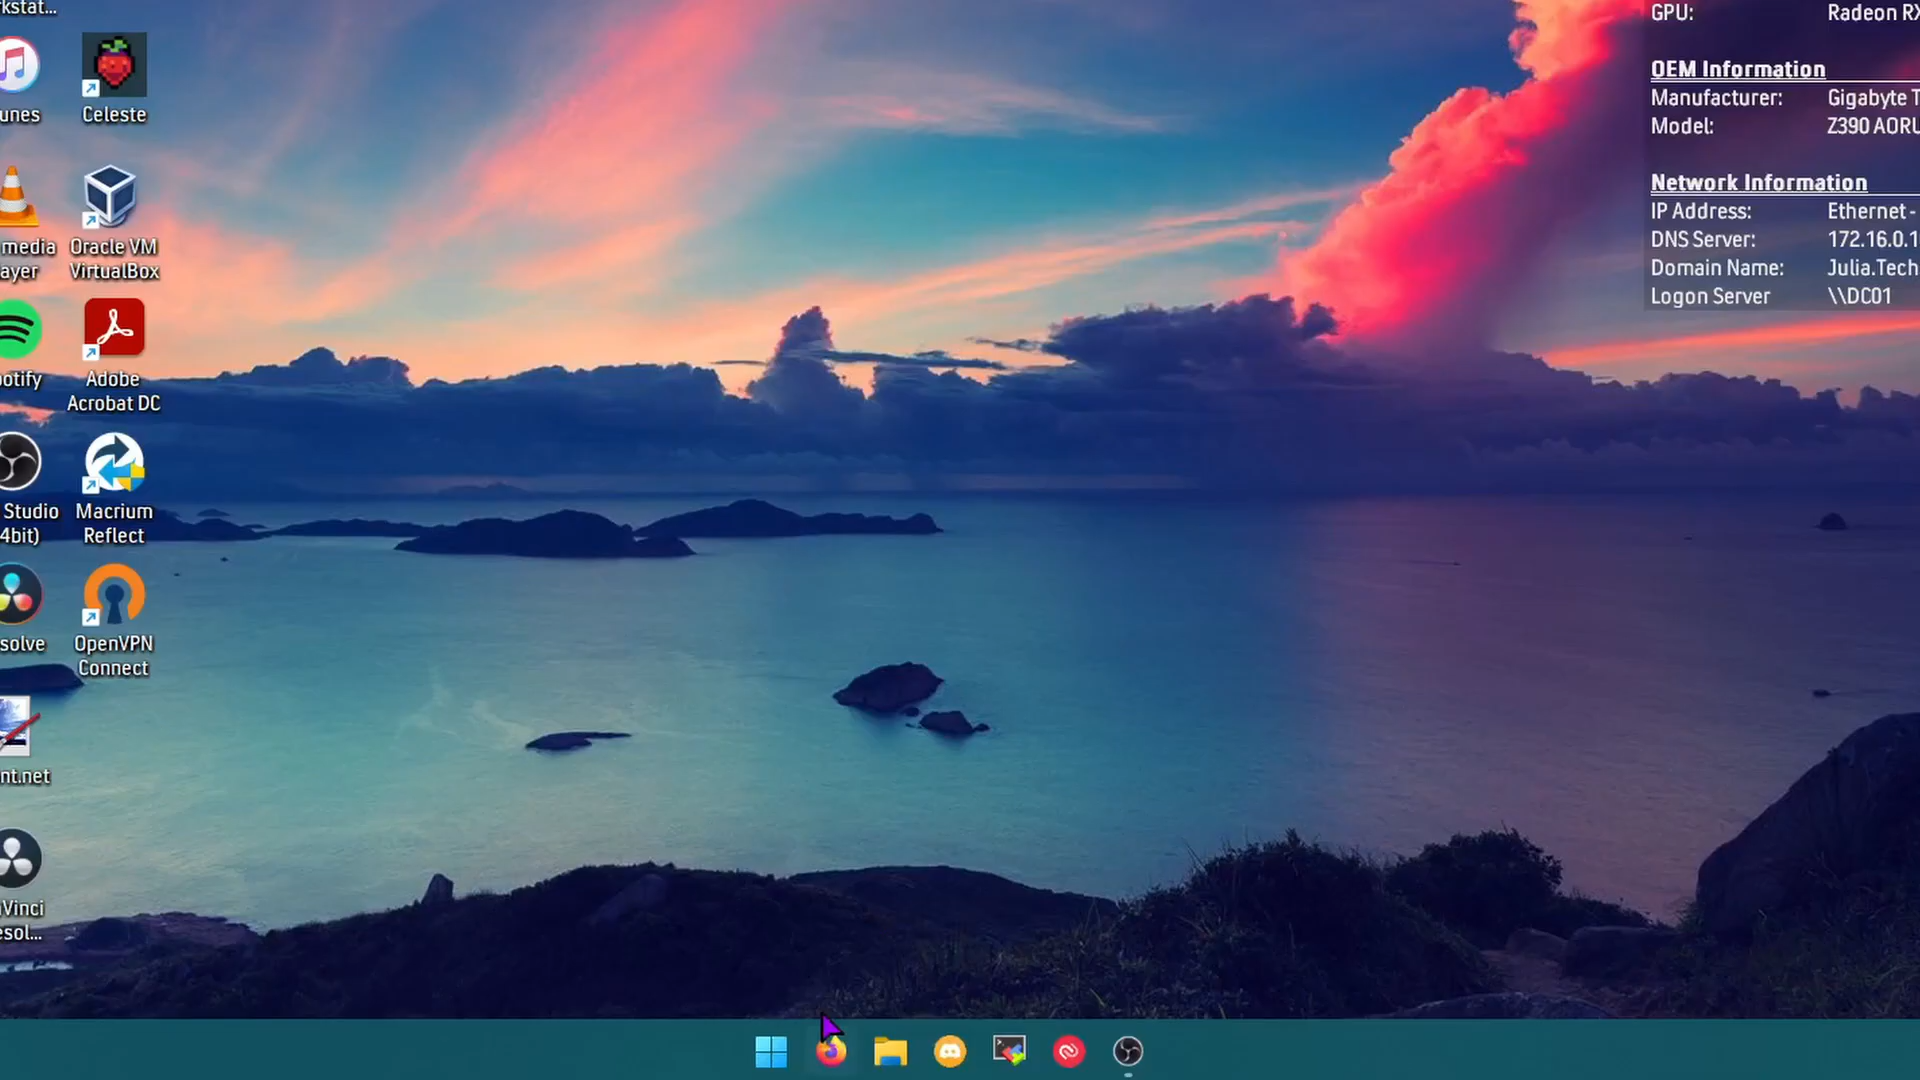 rkstat...
unes
Celeste
media
ayer
Oracle VM
VirtualBox
otify
Adobe
Acrobat DC
Studio
4bit)
Macrium
Reflect
solve
OpenVPN
Connect
nt.net
Vinci
esol...
GPU: Radeon RX
OEM Information
Manufacturer: Gigabyte T
Model: Z390 AORU
Network Information
IP Address: Ethernet -
DNS Server: 172.16.0.1
Domain Name: Julia.Tech
Logon Server \\DC01